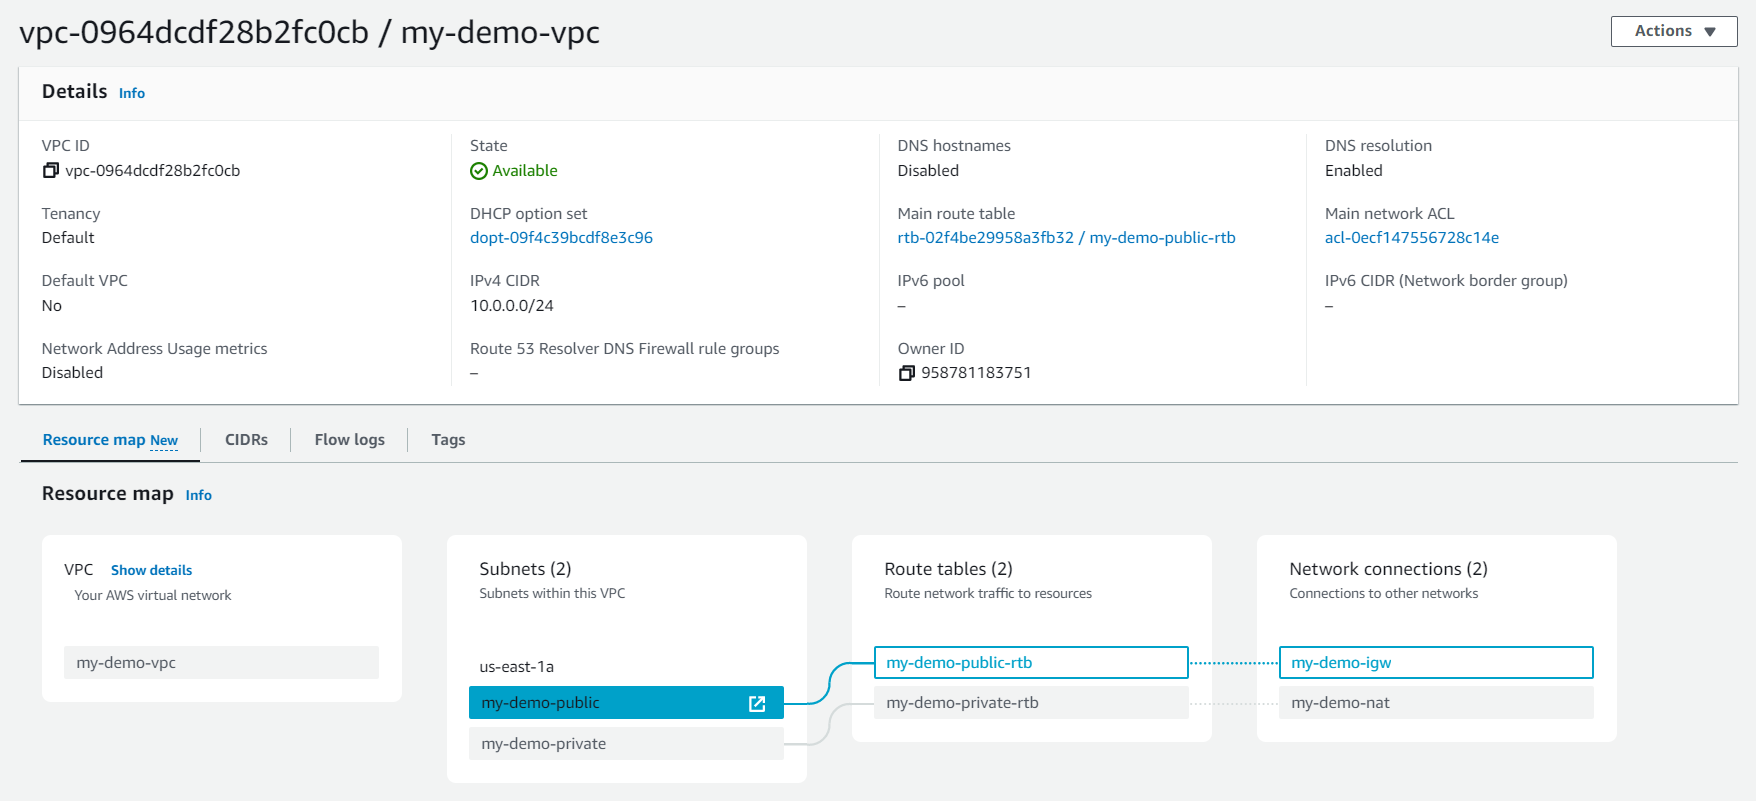 vpc-0964dcdf28b2fc0cb / my-demo-vpc
Actions
Details Info
VPC ID
vpc-0964dcdf28b2fc0cb
State
Available
DNS hostnames
Disabled
DNS resolution
Enabled
Tenancy
Default
DHCP option set
dopt-09f4c39bcdf8e3c96
Main route table
rtb-02f4be29958a3fb32 / my-demo-public-rtb
Main network ACL
acl-0ecf147556728c14e
Default VPC
No
IPv4 CIDR
10.0.0.0/24
IPv6 pool
–
IPv6 CIDR (Network border group)
–
Network Address Usage metrics
Disabled
Route 53 Resolver DNS Firewall rule groups
–
Owner ID
958781183751
Resource map New
CIDRs
Flow logs
Tags
Resource map Info
VPC Show details
Your AWS virtual network
my-demo-vpc
Subnets (2)
Subnets within this VPC
us-east-1a
my-demo-public
my-demo-private
Route tables (2)
Route network traffic to resources
my-demo-public-rtb
my-demo-private-rtb
Network connections (2)
Connections to other networks
my-demo-igw
my-demo-nat